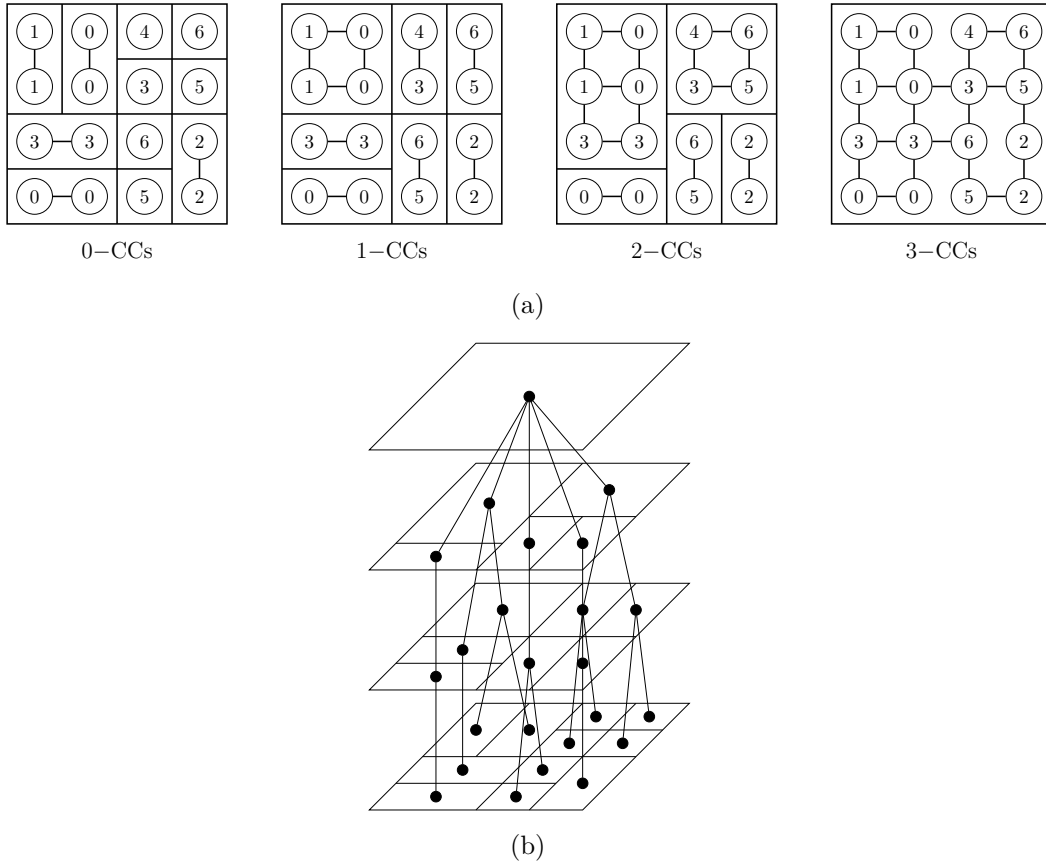 1 0 4 6 1 0 4 6 1 0 4 6 1 0 4 6
1 0 3 5 1 0 3 5 1 0 3 5 1 0 3 5
3 3 6 2 3 3 6 2 3 3 6 2 3 3 6 2
0 0 5 2 0 0 5 2 0 0 5 2 0 0 5 2
0−CCs 1−CCs 2−CCs 3−CCs
(a)
(b)